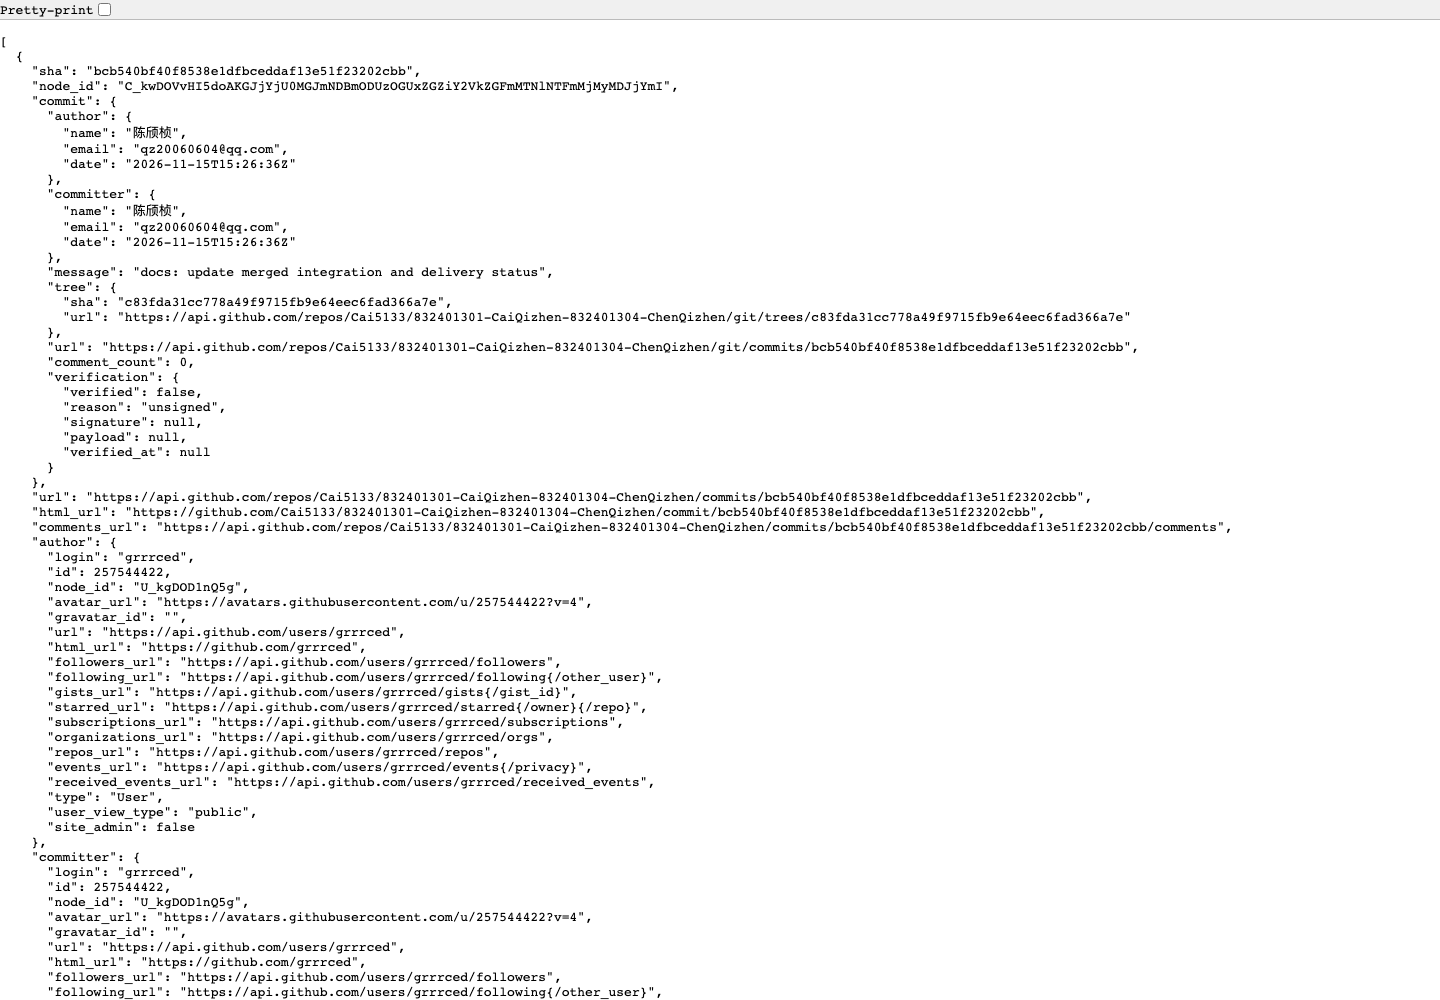 Pretty-print
[
  {
    "sha": "bcb540bf40f8538e1dfbceddaf13e51f23202cbb",
    "node_id": "C_kwDOVvHI5doAKGJjYjU0MGJmNDBmODUzOGUxZGZiY2VkZGFmMTNlNTFmMjMyMDJjYmI",
    "commit": {
      "author": {
        "name": "陈颀桢",
        "email": "qz20060604@qq.com",
        "date": "2026-11-15T15:26:36Z"
      },
      "committer": {
        "name": "陈颀桢",
        "email": "qz20060604@qq.com",
        "date": "2026-11-15T15:26:36Z"
      },
      "message": "docs: update merged integration and delivery status",
      "tree": {
        "sha": "c83fda31cc778a49f9715fb9e64eec6fad366a7e",
        "url": "https://api.github.com/repos/Cai5133/832401301-CaiQizhen-832401304-ChenQizhen/git/trees/c83fda31cc778a49f9715fb9e64eec6fad366a7e"
      },
      "url": "https://api.github.com/repos/Cai5133/832401301-CaiQizhen-832401304-ChenQizhen/git/commits/bcb540bf40f8538e1dfbceddaf13e51f23202cbb",
      "comment_count": 0,
      "verification": {
        "verified": false,
        "reason": "unsigned",
        "signature": null,
        "payload": null,
        "verified_at": null
      }
    },
    "url": "https://api.github.com/repos/Cai5133/832401301-CaiQizhen-832401304-ChenQizhen/commits/bcb540bf40f8538e1dfbceddaf13e51f23202cbb",
    "html_url": "https://github.com/Cai5133/832401301-CaiQizhen-832401304-ChenQizhen/commit/bcb540bf40f8538e1dfbceddaf13e51f23202cbb",
    "comments_url": "https://api.github.com/repos/Cai5133/832401301-CaiQizhen-832401304-ChenQizhen/commits/bcb540bf40f8538e1dfbceddaf13e51f23202cbb/comments",
    "author": {
      "login": "grrrced",
      "id": 257544422,
      "node_id": "U_kgDOD1nQ5g",
      "avatar_url": "https://avatars.githubusercontent.com/u/257544422?v=4",
      "gravatar_id": "",
      "url": "https://api.github.com/users/grrrced",
      "html_url": "https://github.com/grrrced",
      "followers_url": "https://api.github.com/users/grrrced/followers",
      "following_url": "https://api.github.com/users/grrrced/following{/other_user}",
      "gists_url": "https://api.github.com/users/grrrced/gists{/gist_id}",
      "starred_url": "https://api.github.com/users/grrrced/starred{/owner}{/repo}",
      "subscriptions_url": "https://api.github.com/users/grrrced/subscriptions",
      "organizations_url": "https://api.github.com/users/grrrced/orgs",
      "repos_url": "https://api.github.com/users/grrrced/repos",
      "events_url": "https://api.github.com/users/grrrced/events{/privacy}",
      "received_events_url": "https://api.github.com/users/grrrced/received_events",
      "type": "User",
      "user_view_type": "public",
      "site_admin": false
    },
    "committer": {
      "login": "grrrced",
      "id": 257544422,
      "node_id": "U_kgDOD1nQ5g",
      "avatar_url": "https://avatars.githubusercontent.com/u/257544422?v=4",
      "gravatar_id": "",
      "url": "https://api.github.com/users/grrrced",
      "html_url": "https://github.com/grrrced",
      "followers_url": "https://api.github.com/users/grrrced/followers",
      "following_url": "https://api.github.com/users/grrrced/following{/other_user}",